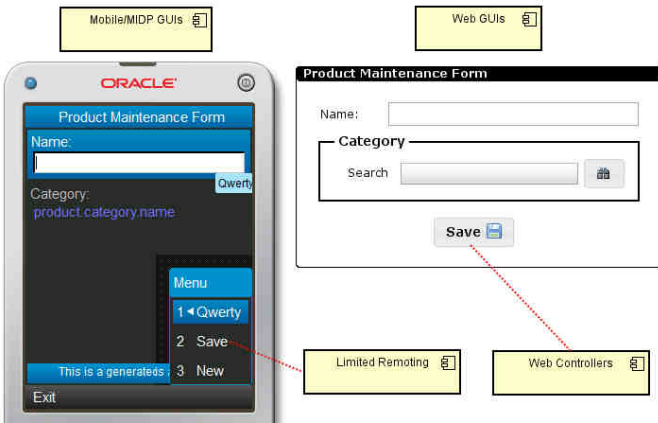 Mobile/MIDP GUIs
Web GUIs
ORACLE
Product Maintenance Form
Name:
Qwerty
Category:
product.category.name
Menu
1 Qwerty
2 Save
3 New
This is a generateds
Exit
Product Maintenance Form
Name:
Category
Search
Save
Limited Remoting
Web Controllers